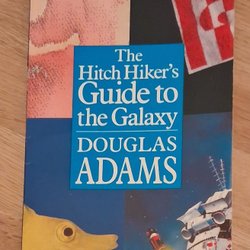 The
Hitch Hiker's
Guide to
the Galaxy
DOUGLAS
ADAMS